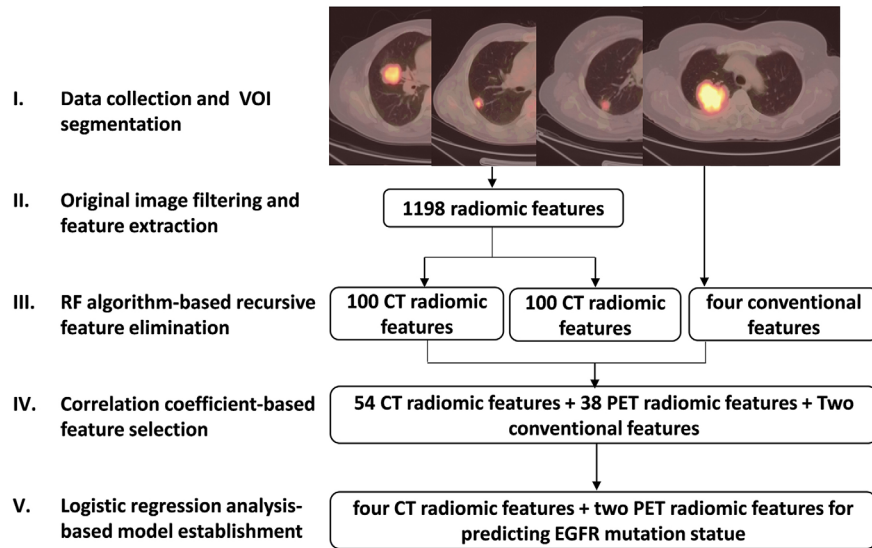 I. Data collection and VOI
segmentation
II. Original image filtering and
feature extraction
1198 radiomic features
III. RF algorithm-based recursive
feature elimination
100 CT radiomic
features
100 CT radiomic
features
four conventional
features
IV. Correlation coefficient-based
feature selection
54 CT radiomic features + 38 PET radiomic features + Two
conventional features
V. Logistic regression analysis-
based model establishment
four CT radiomic features + two PET radiomic features for
predicting EGFR mutation statue